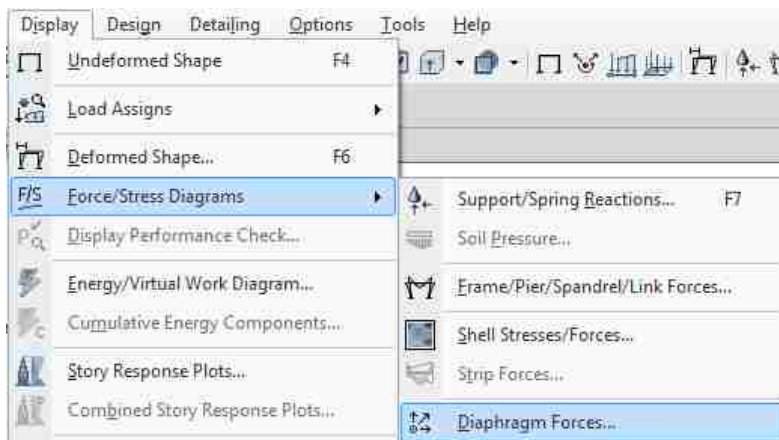 Display Design Detailing Options Tools Help
Undeformed Shape F4
Load Assigns
Deformed Shape... F6
F/S Force/Stress Diagrams
Display Performance Check...
Energy/Virtual Work Diagram...
Cumulative Energy Components...
Story Response Plots...
Combined Story Response Plots...
Support/Spring Reactions... F7
Soil Pressure...
Frame/Pier/Spandrel/Link Forces...
Shell Stresses/Forces...
Strip Forces...
Diaphragm Forces...